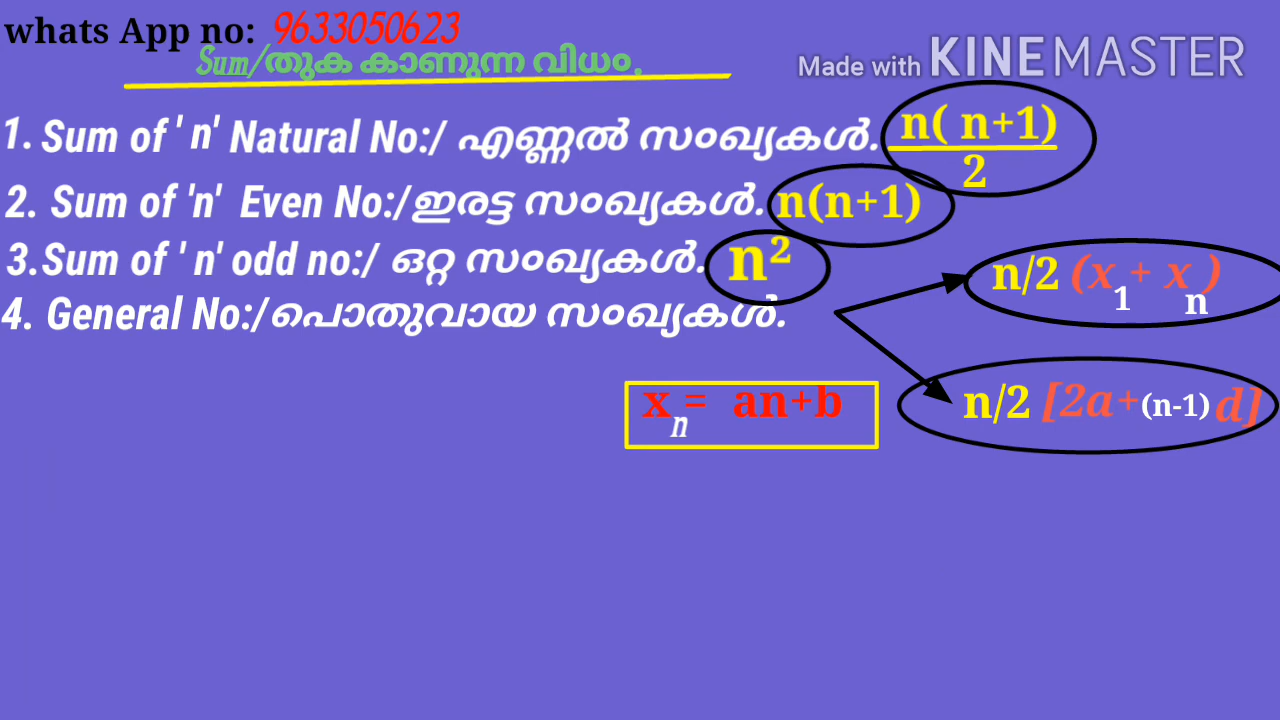 whats App no: 9633050623
Made with KINEMASTER
Sum/തുക കാണുന്ന വിധം.
1. Sum of ' n' Natural No:/ എണ്ണൽ സംഖ്യകൾ. n( n+1)
2
2. Sum of 'n' Even No:/ഇരട്ട സംഖ്യകൾ. n(n+1)
3.Sum of ' n' odd no:/ ഒറ്റ സംഖ്യകൾ. n²
n/2 (x₁+ xₙ)
4. General No:/പൊതുവായ സംഖ്യകൾ.
xₙ= an+b
n/2 [2a+(n-1)d]